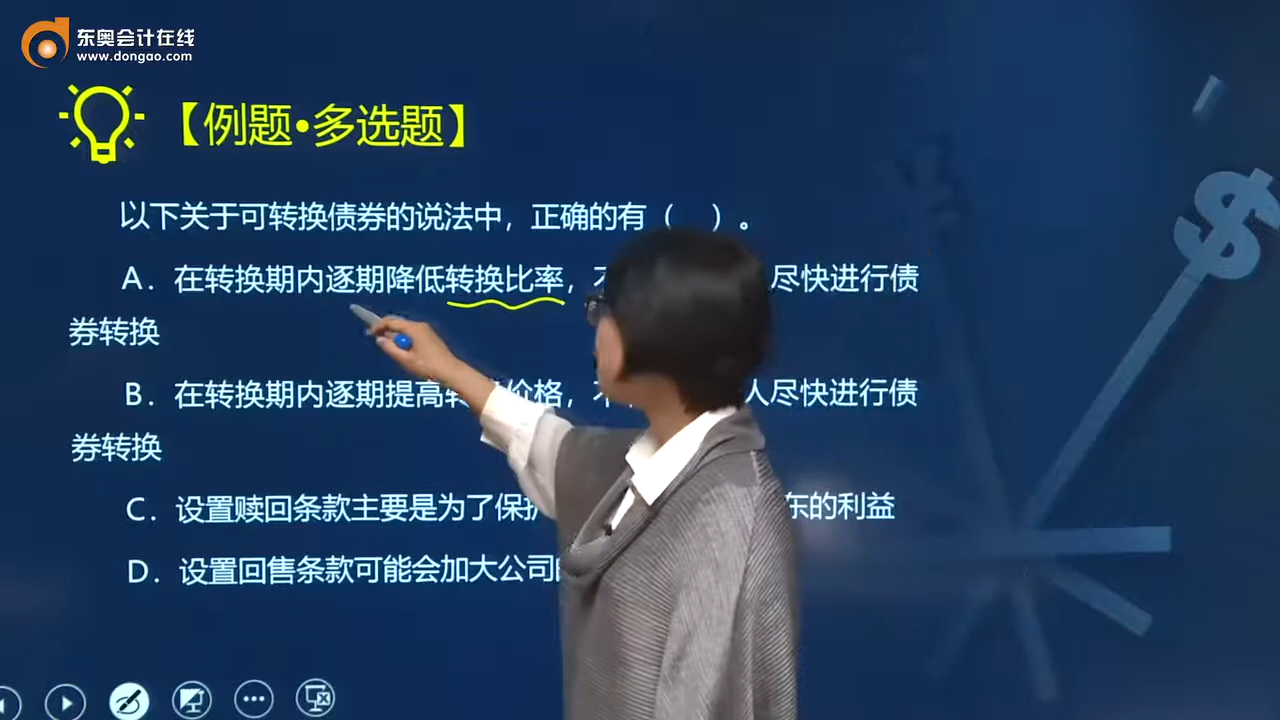 东奥会计在线
www.dongao.com
【例题•多选题】
以下关于可转换债券的说法中，正确的有（ ）。
A．在转换期内逐期降低转换比率， 尽快进行债
券转换
B．在转换期内逐期提高 价格， 人尽快进行债
券转换
C．设置赎回条款主要是为了保 东的利益
D．设置回售条款可能会加大公司